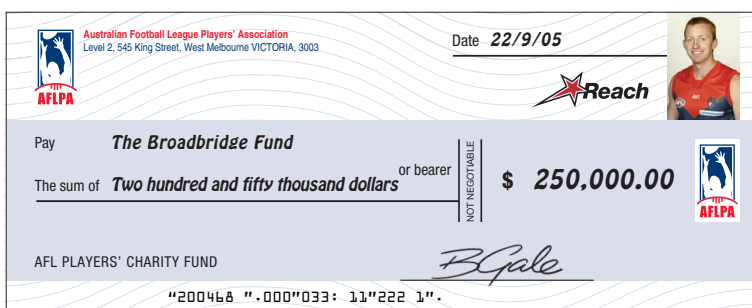 Australian Football League Players' Association
Level 2, 545 King Street, West Melbourne VICTORIA, 3003
Date 22/9/05
AFLPA
Reach
Pay The Broadbridge Fund
The sum of Two hundred and fifty thousand dollars or bearer
NOT NEGOTIABLE
$ 250,000.00
AFLPA
AFL PLAYERS' CHARITY FUND
BGale
"200468 ".000"033: 11"222 1".